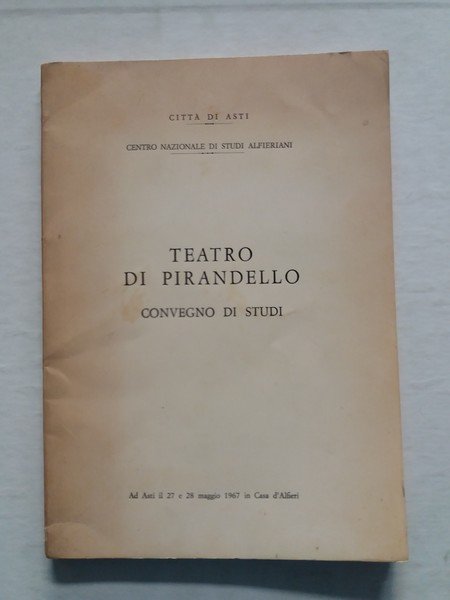 CITTÀ DI ASTI
CENTRO NAZIONALE DI STUDI ALFIERIANI
TEATRO
DI PIRANDELLO
CONVEGNO DI STUDI
Ad Asti il 27 e 28 maggio 1967 in Casa d'Alfieri